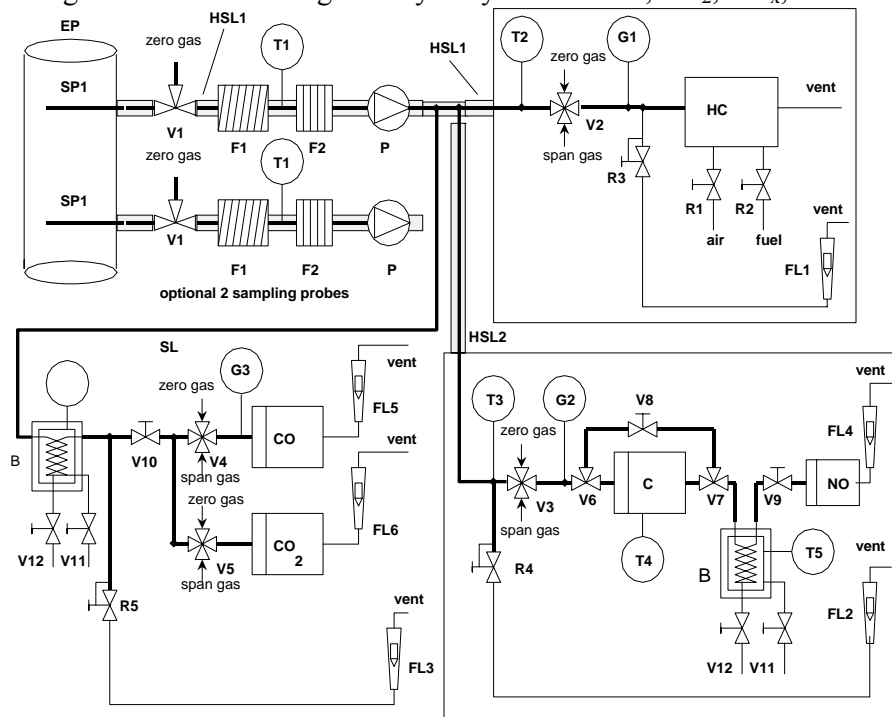 EP
HSL1
zero gas
T1
SP1
V1
F1
F2
P
zero gas
T1
SP1
V1
F1
F2
P
optional 2 sampling probes
HSL1
T2
G1
zero gas
V2
span gas
HC
vent
R3
R1
R2
air
fuel
vent
FL1
HSL2
SL
G3
zero gas
vent
FL5
CO
V10
V4
span gas
B
zero gas
vent
FL6
CO
2
V5
span gas
V12
V11
R5
vent
FL3
T3
G2
V8
zero gas
vent
FL4
V3
V6
C
V7
V9
NO
span gas
T4
T5
B
R4
vent
FL2
V12
V11